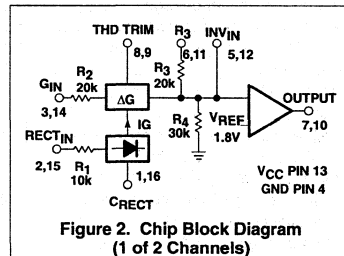 THD TRIM
8,9
R3
6,11
INVIN
5,12
GIN
3,14
R2
20k
ΔG
R3
20k
IG
R4
30k
VREF
1.8V
OUTPUT
7,10
RECTIN
2,15
R1
10k
1,16
CRECT
VCC PIN 13
GND PIN 4
Figure 2. Chip Block Diagram
(1 of 2 Channels)